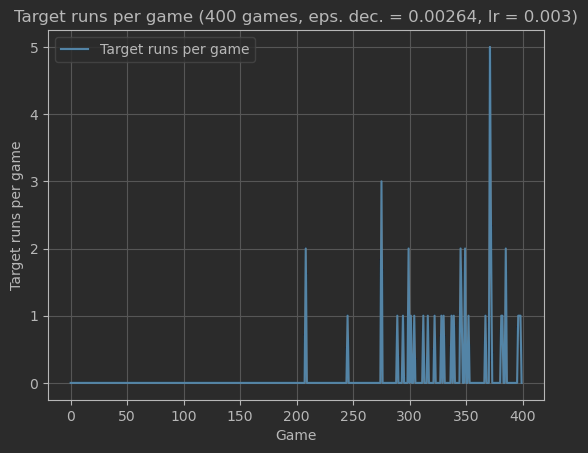 Target runs per game (400 games, eps. dec. = 0.00264, lr = 0.003)
Target runs per game
Target runs per game
5
4
3
2
1
0
0 50 100 150 200 250 300 350 400
Game